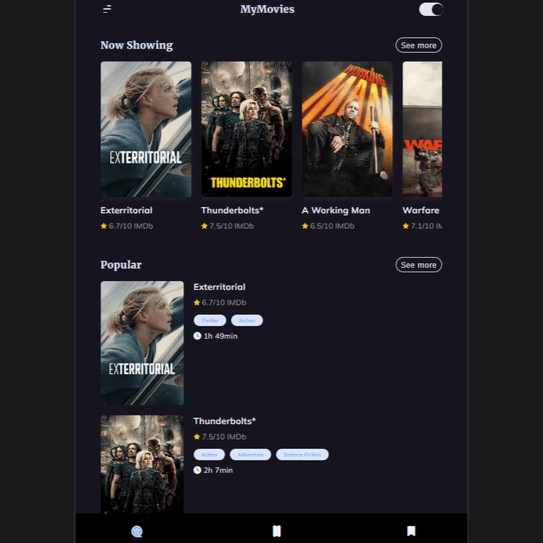 MyMovies
Now Showing
See more
EXTERRITORIAL
THUNDERBOLTS*
A
WORKING
MAN
WAR
Exterritorial
Thunderbolts*
A Working Man
Warfare
6.7/10 IMDb
7.5/10 IMDb
6.5/10 IMDb
7.1/10 IM
Popular
See more
EXTERRITORIAL
Exterritorial
6.7/10 IMDb
Thriller
Action
1h 49min
Thunderbolts*
7.5/10 IMDb
Action
Adventure
Science Fiction
2h 7min